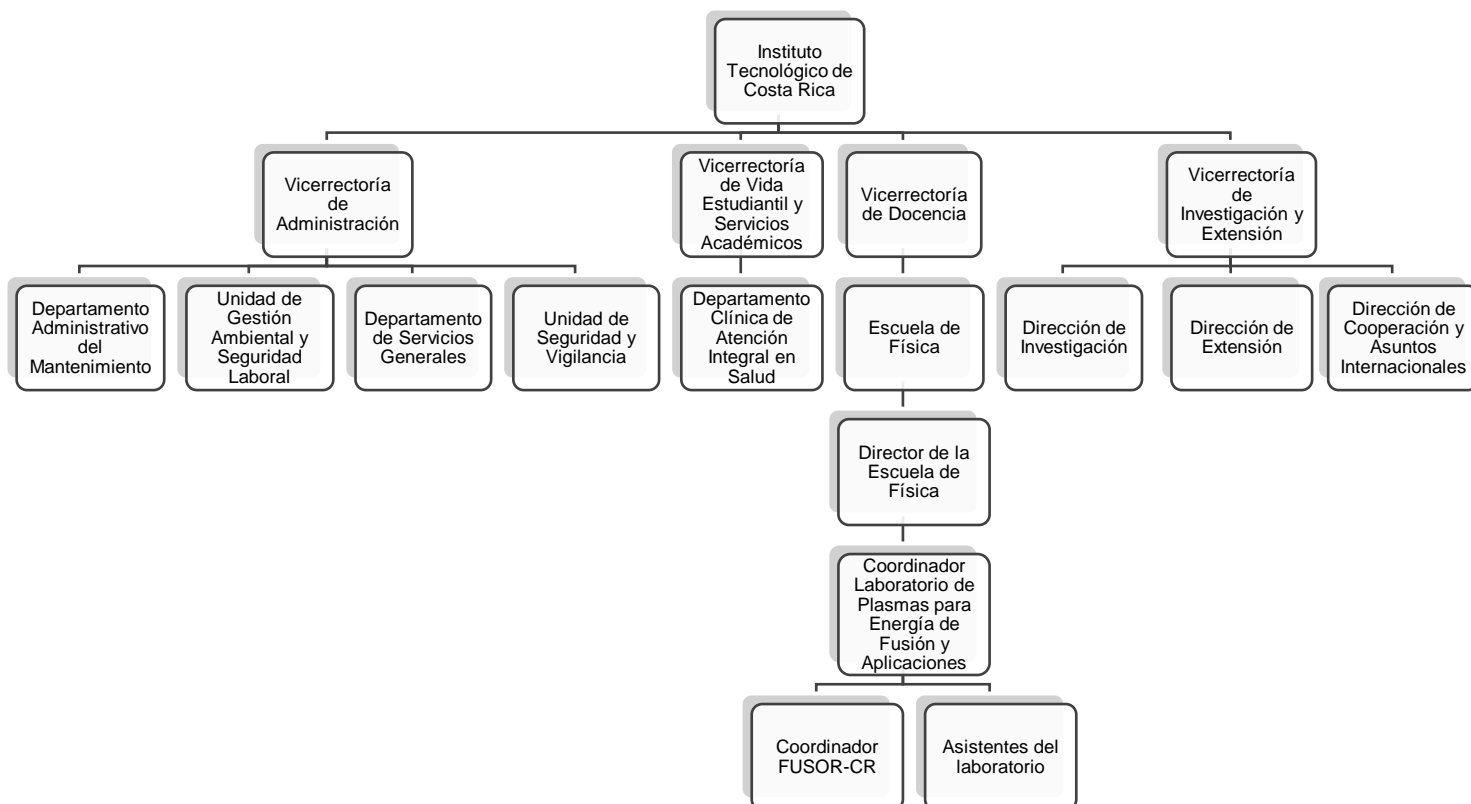 Instituto
Tecnológico de
Costa Rica
Vicerrectoría
de
Administración
Vicerrectoría
de Vida
Estudiantil y
Servicios
Académicos
Vicerrectoría
de Docencia
Vicerrectoría
de
Investigación y
Extensión
Departamento
Administrativo
del
Mantenimiento
Unidad de
Gestión
Ambiental y
Seguridad
Laboral
Departamento
de Servicios
Generales
Unidad de
Seguridad y
Vigilancia
Departamento
Clínica de
Atención
Integral en
Salud
Escuela de
Física
Dirección de
Investigación
Dirección de
Extensión
Dirección de
Cooperación y
Asuntos
Internacionales
Director de la
Escuela de
Física
Coordinador
Laboratorio de
Plasmas para
Energía de
Fusión y
Aplicaciones
Coordinador
FUSOR-CR
Asistentes del
laboratorio